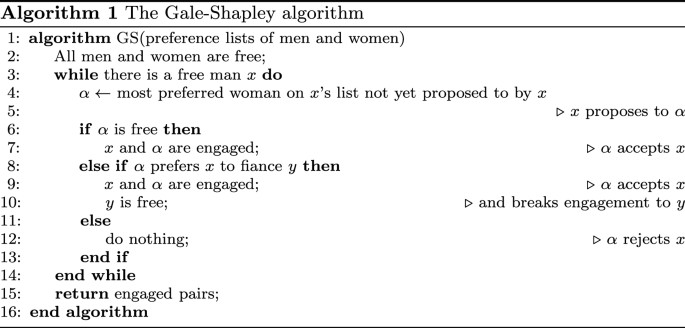 Algorithm 1 The Gale-Shapley algorithm
1: algorithm GS(preference lists of men and women)
2: All men and women are free;
3: while there is a free man x do
4: α ← most preferred woman on x's list not yet proposed to by x
5: ▷ x proposes to α
6: if α is free then
7: x and α are engaged; ▷ α accepts x
8: else if α prefers x to fiance y then
9: x and α are engaged; ▷ α accepts x
10: y is free; ▷ and breaks engagement to y
11: else
12: do nothing; ▷ α rejects x
13: end if
14: end while
15: return engaged pairs;
16: end algorithm